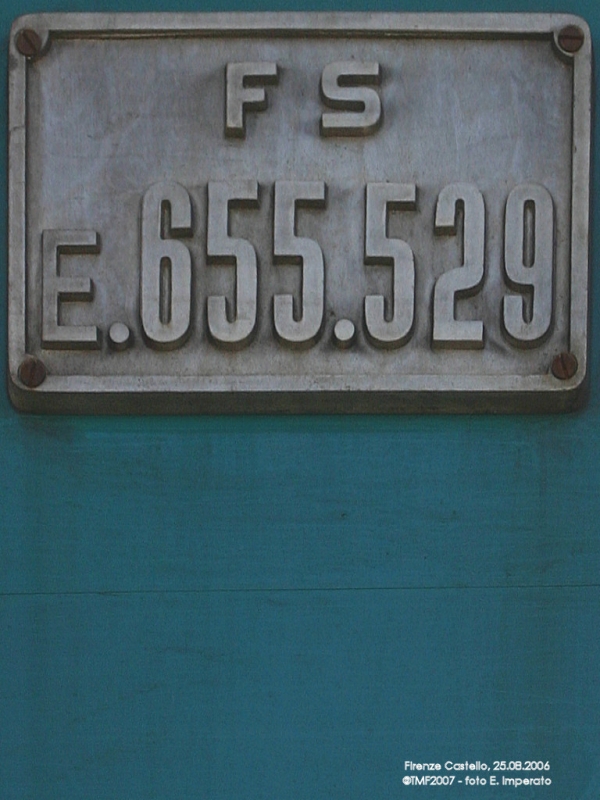 FS
E.655.529
Firenze Castello, 25.08.2006
©TMF2007 - foto E. Imperato